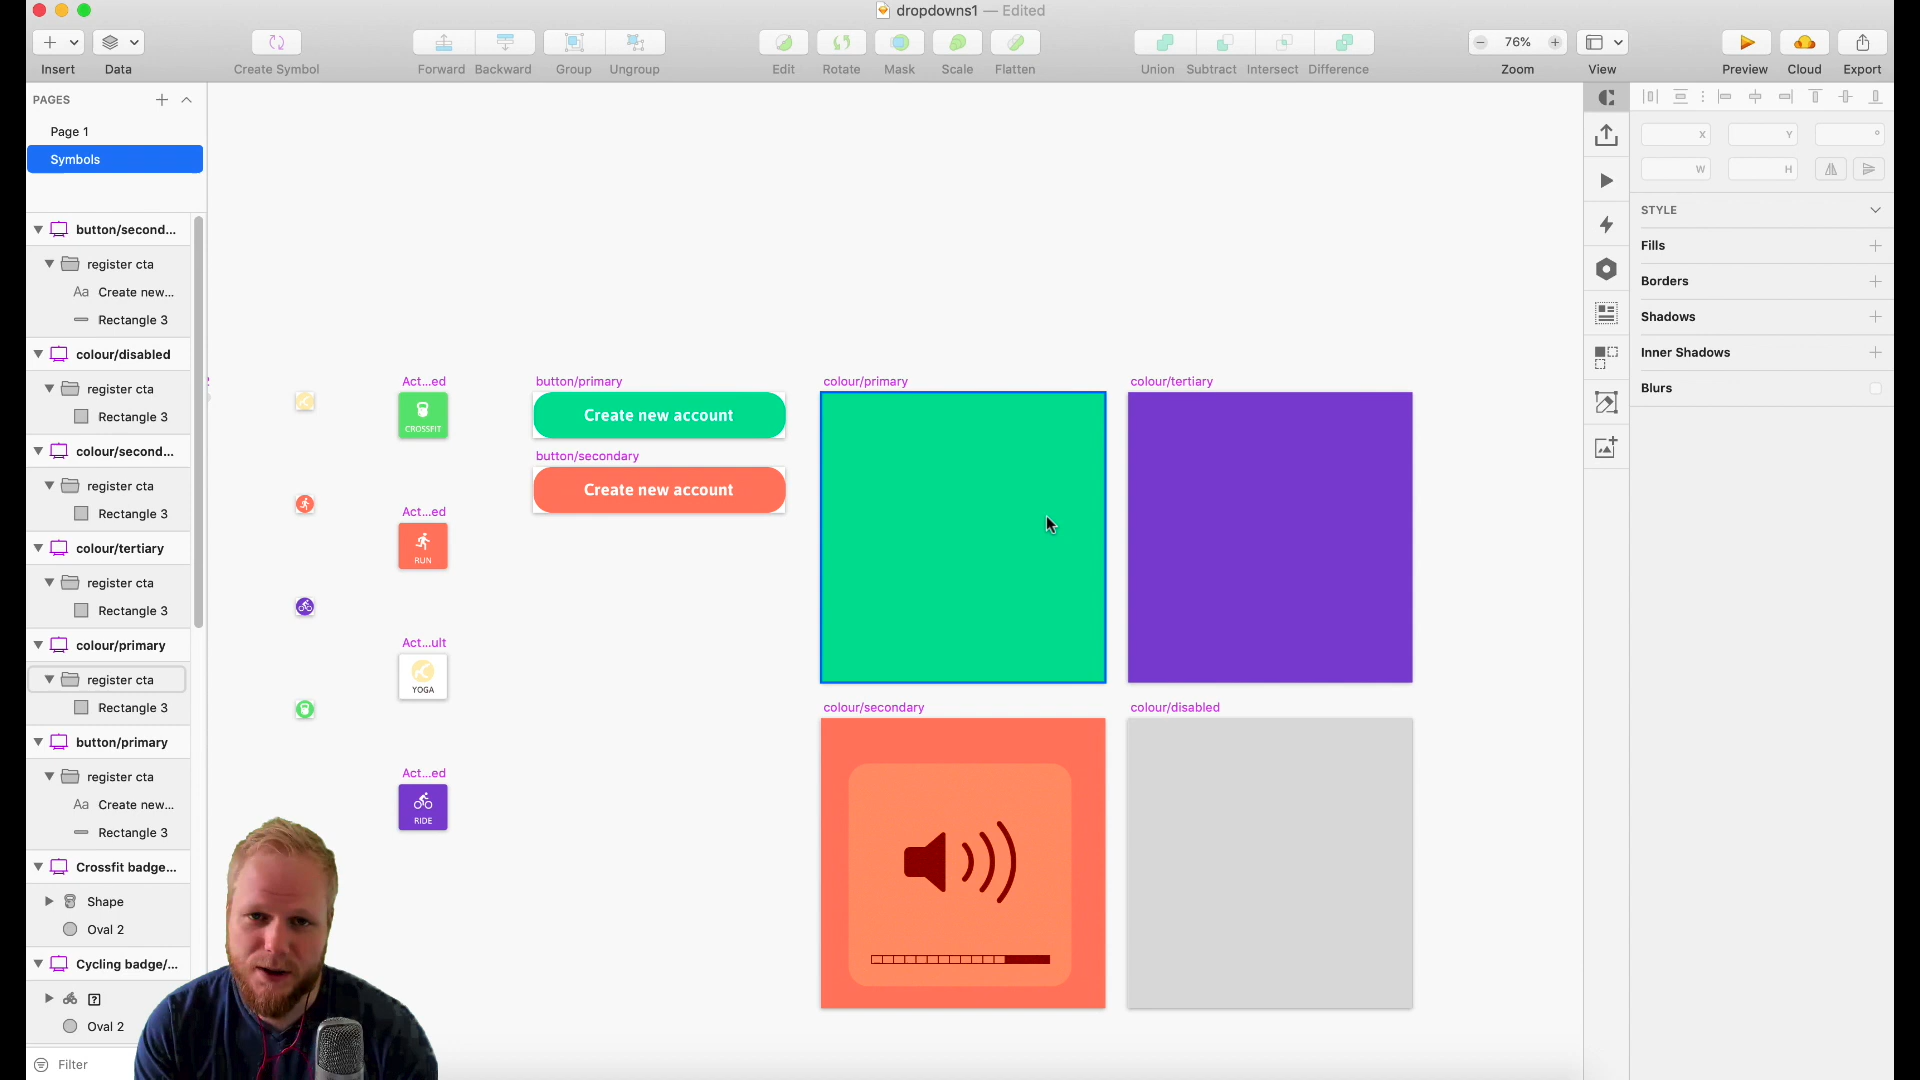 dropdowns1 — Edited
Insert
Data
Create Symbol
Forward
Backward
Group
Ungroup
Edit
Rotate
Mask
Scale
Flatten
Union
Subtract
Intersect
Difference
76%
Zoom
View
Preview
Cloud
Export
PAGES
Page 1
Symbols
button/second...
register cta
Aa Create new...
Rectangle 3
colour/disabled
register cta
Rectangle 3
colour/second...
register cta
Rectangle 3
colour/tertiary
register cta
Rectangle 3
colour/primary
register cta
Rectangle 3
button/primary
register cta
Aa Create new...
Rectangle 3
Crossfit badge...
Shape
Oval 2
Cycling badge/...
?
Oval 2
Filter
Act...ed
CROSSFIT
Act...ed
RUN
Act...ult
YOGA
Act...ed
RIDE
button/primary
Create new account
button/secondary
Create new account
colour/primary
colour/tertiary
colour/secondary
colour/disabled
X
Y
°
W
H
STYLE
Fills
Borders
Shadows
Inner Shadows
Blurs